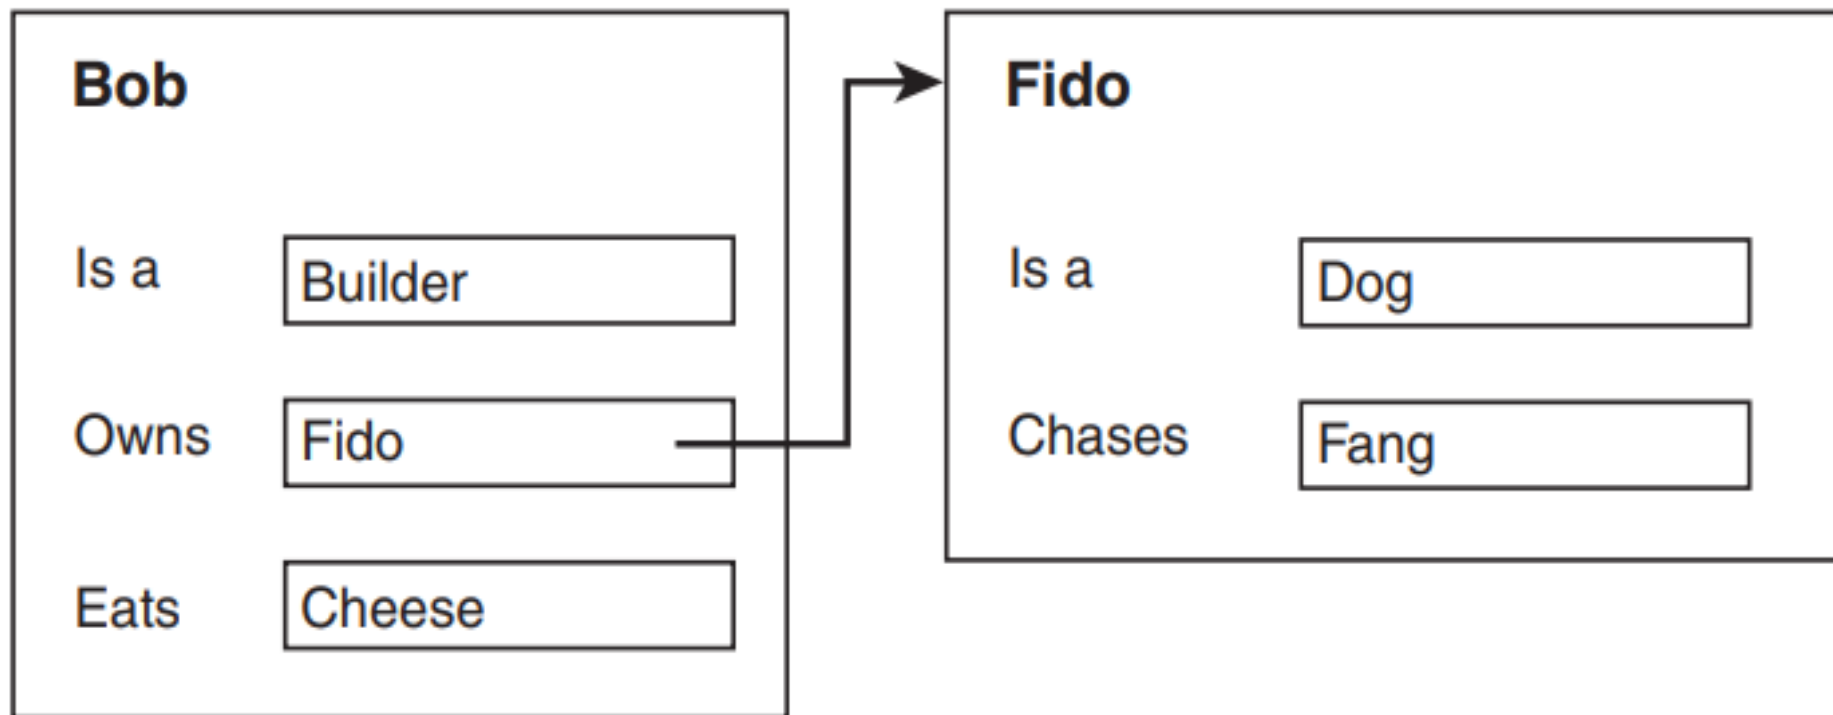 Bob
Is a Builder
Owns Fido
Eats Cheese
Fido
Is a Dog
Chases Fang